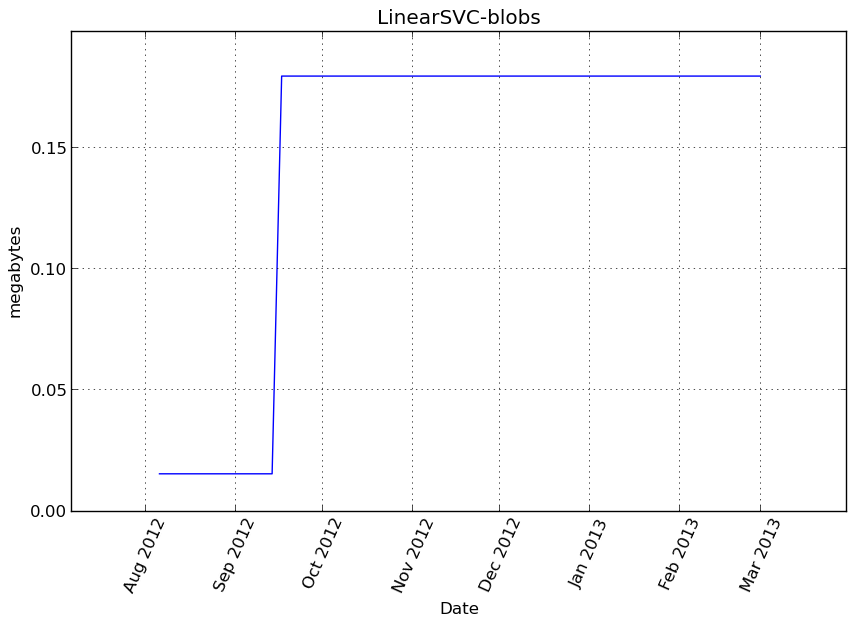 LinearSVC-blobs
0.15
0.10
0.05
0.00
megabytes
Aug 2012
Sep 2012
Oct 2012
Nov 2012
Dec 2012
Jan 2013
Feb 2013
Mar 2013
Date